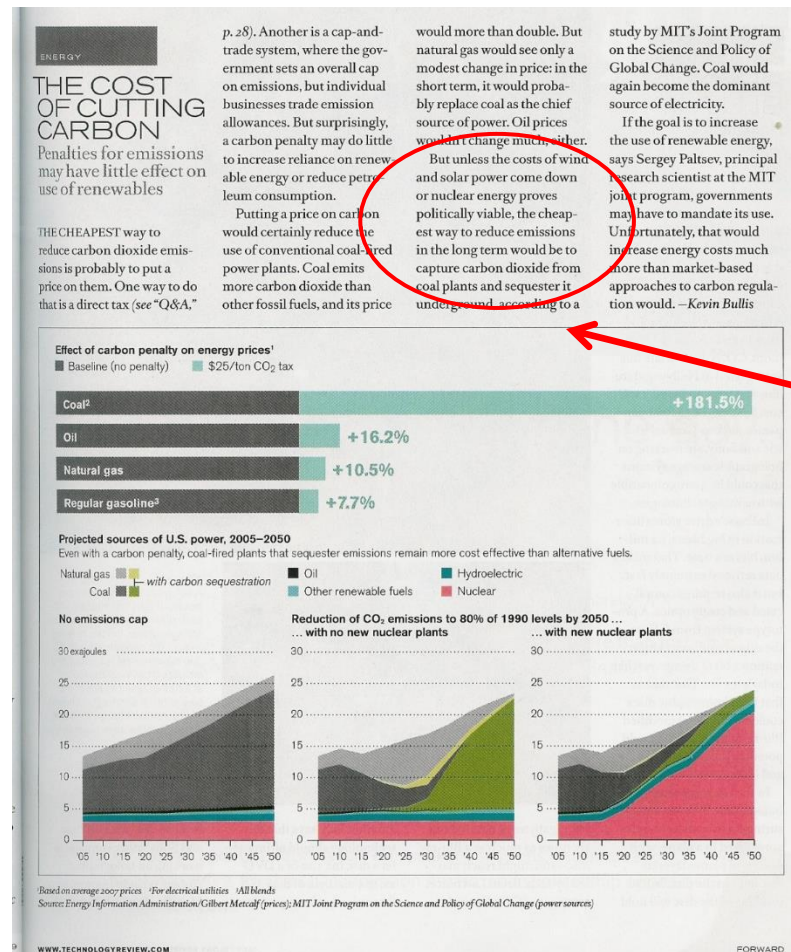 ENERGY
THE COST
OF CUTTING
CARBON
Penalties for emissions
may have little effect on
use of renewables
THE CHEAPEST way to
reduce carbon dioxide emis-
sions is probably to put a
price on them. One way to do
that is a direct tax (see "Q&A,"
p. 28). Another is a cap-and-
trade system, where the gov-
ernment sets an overall cap
on emissions, but individual
businesses trade emission
allowances. But surprisingly,
a carbon penalty may do little
to increase reliance on renew-
able energy or reduce petro-
leum consumption.
Putting a price on carbon
would certainly reduce the
use of conventional coal-fired
power plants. Coal emits
more carbon dioxide than
other fossil fuels, and its price
would more than double. But
natural gas would see only a
modest change in price: in the
short term, it would proba-
bly replace coal as the chief
source of power. Oil prices
wouldn't change much, either.
But unless the costs of wind
and solar power come down
or nuclear energy proves
politically viable, the cheap-
est way to reduce emissions
in the long term would be to
capture carbon dioxide from
coal plants and sequester it
underground, according to a
study by MIT's Joint Program
on the Science and Policy of
Global Change. Coal would
again become the dominant
source of electricity.
If the goal is to increase
the use of renewable energy,
says Sergey Paltsev, principal
research scientist at the MIT
joint program, governments
may have to mandate its use.
Unfortunately, that would
increase energy costs much
more than market-based
approaches to carbon regula-
tion would. —Kevin Bullis
Effect of carbon penalty on energy prices¹
Baseline (no penalty) $25/ton CO₂ tax
Coal² +181.5%
Oil +16.2%
Natural gas +10.5%
Regular gasoline³ +7.7%
Projected sources of U.S. power, 2005–2050
Even with a carbon penalty, coal-fired plants that sequester emissions remain more cost effective than alternative fuels.
Natural gas
Coal
with carbon sequestration
Oil
Other renewable fuels
Hydroelectric
Nuclear
No emissions cap
30 exajoules
25
20
15
10
5
0
'05 '10 '15 '20 '25 '30 '35 '40 '45 '50
Reduction of CO₂ emissions to 80% of 1990 levels by 2050 ...
... with no new nuclear plants
30
25
20
15
10
5
0
'05 '10 '15 '20 '25 '30 '35 '40 '45 '50
... with new nuclear plants
30
25
20
15
10
5
0
'05 '10 '15 '20 '25 '30 '35 '40 '45 '50
¹Based on average 2007 prices ²For electrical utilities ³All blends
Source: Energy Information Administration/Gilbert Metcalf (prices); MIT Joint Program on the Science and Policy of Global Change (power sources)
WWW.TECHNOLOGYREVIEW.COM
FORWARD